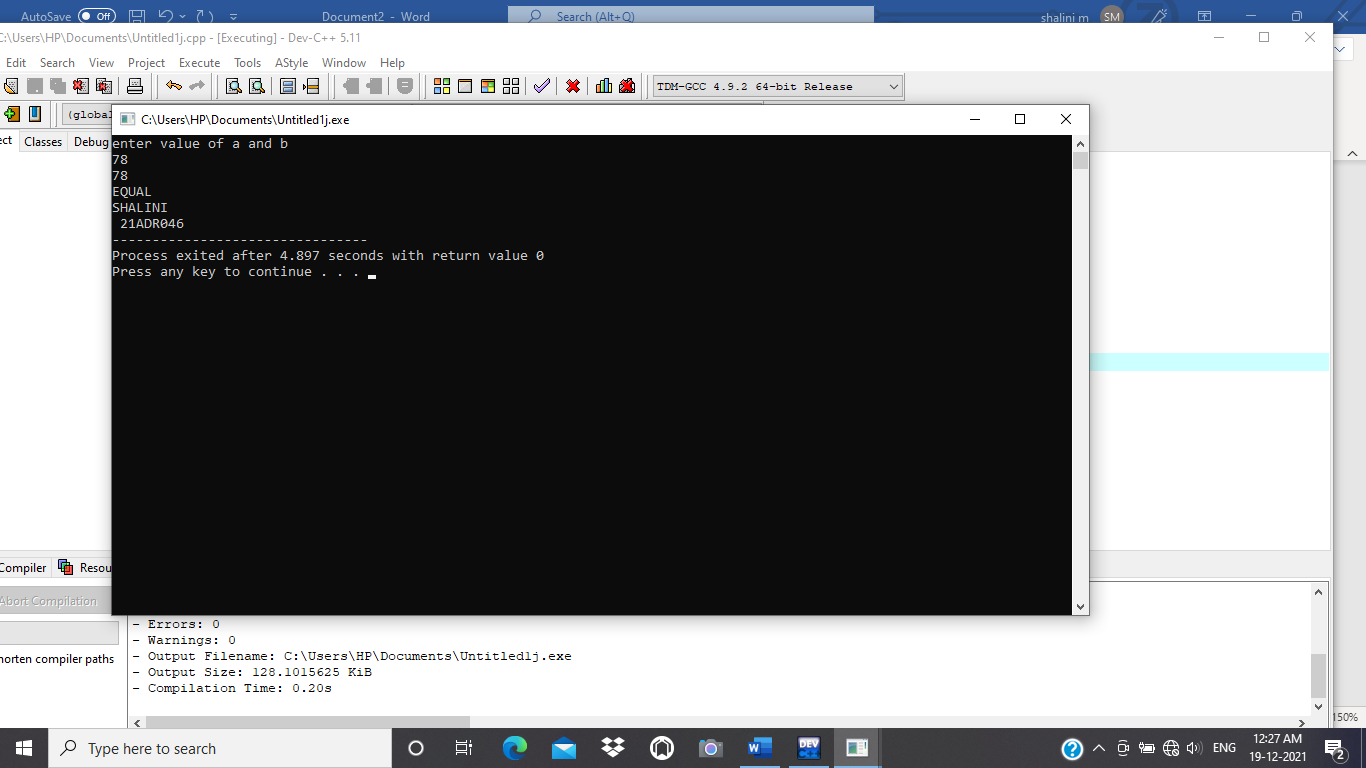 AutoSave Off Document2 - Word Search (Alt+Q) shalini m SM
C:\Users\HP\Documents\Untitled1j.cpp - [Executing] - Dev-C++ 5.11
Edit Search View Project Execute Tools AStyle Window Help
TDM-GCC 4.9.2 64-bit Release
(global
C:\Users\HP\Documents\Untitled1j.exe
Classes Debug
enter value of a and b
78
78
EQUAL
SHALINI
21ADR046
--------------------------------
Process exited after 4.897 seconds with return value 0
Press any key to continue . . .
Compiler Resou
Abort Compilation
- Errors: 0
- Warnings: 0
- Output Filename: C:\Users\HP\Documents\Untitled1j.exe
horten compiler paths
- Output Size: 128.1015625 KiB
- Compilation Time: 0.20s
150%
Type here to search
DEV
ENG
12:27 AM
19-12-2021
2